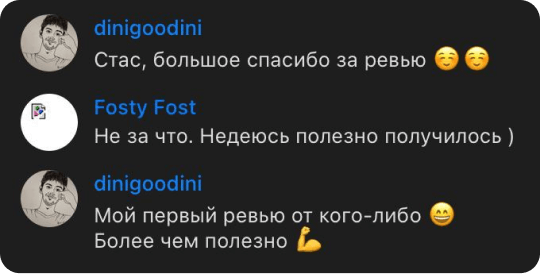 dinigoodini
Стас, большое спасибо за ревью ☺️☺️
Fosty Fost
Не за что. Недеюсь полезно получилось )
dinigoodini
Мой первый ревью от кого-либо 😄
Более чем полезно 💪